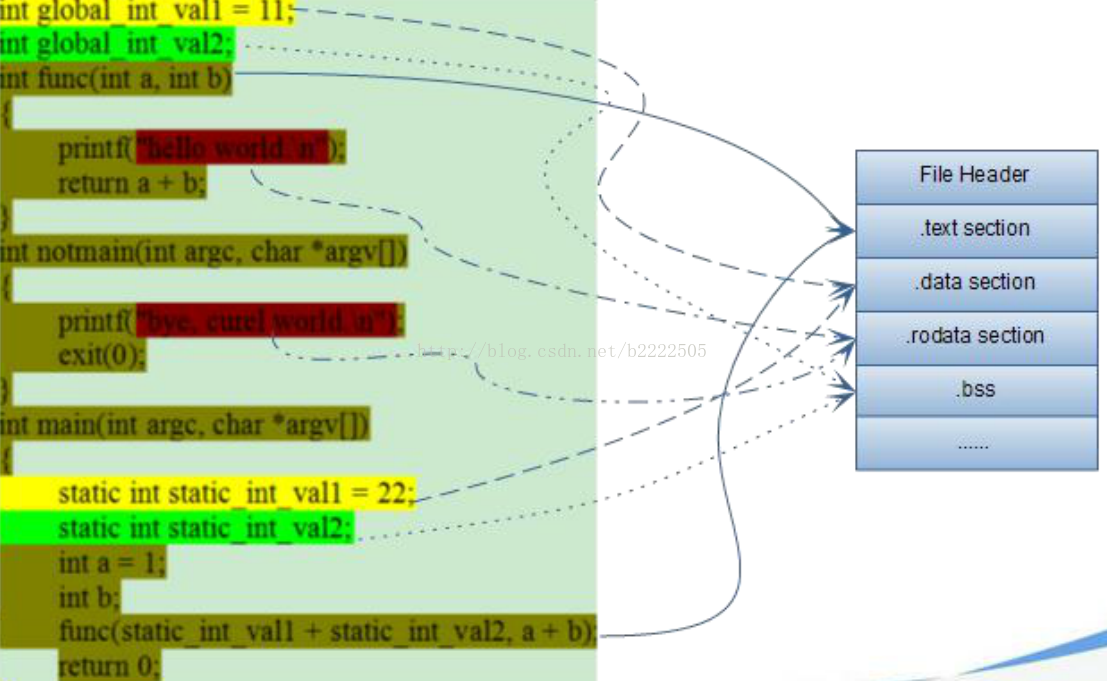 int global_int_val1 = 11;
int global_int_val2;
int func(int a, int b)
{
printf("hello world. \n");
return a + b;
}
int notmain(int argc, char *argv[])
{
printf("bye, curel world \n");
exit(0);
}
int main(int argc, char *argv[])
{
static int static_int_val1 = 22;
static int static_int_val2;
int a = 1;
int b;
func(static_int_val1 + static_int_val2, a + b);
return 0;
http://blog.csdn.net/b2222505
File Header
.text section
.data section
.rodata section
.bss
......